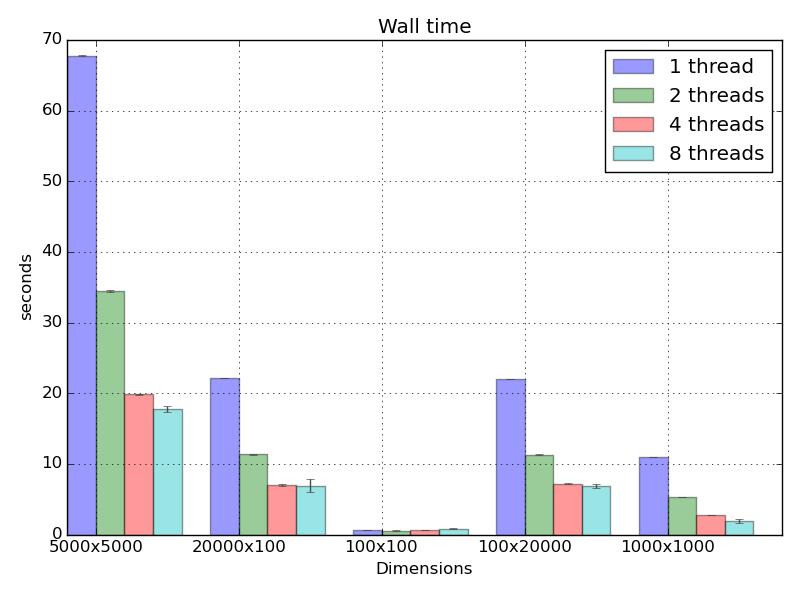 Wall time
70
60
50
40
30
20
10
0
seconds
1 thread
2 threads
4 threads
8 threads
5000x5000 20000x100 100x100 100x20000 1000x1000
Dimensions